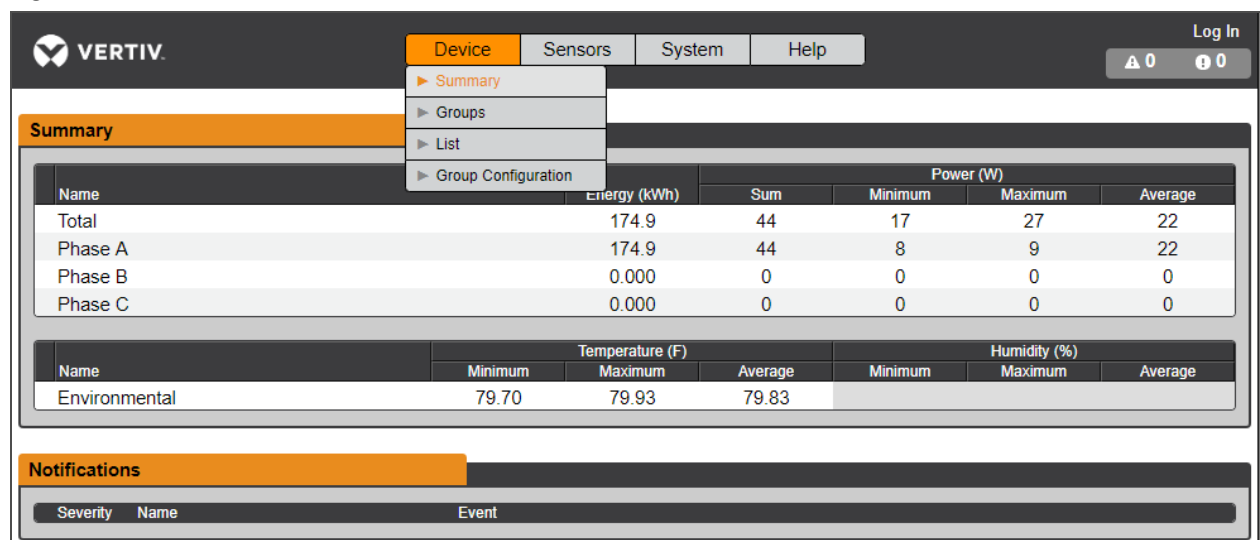 Log In
VERTIV.
Device Sensors System Help
0 0
Summary
Groups
List
Group Configuration
Summary
Power (W)
Name Energy (kWh) Sum Minimum Maximum Average
Total 174.9 44 17 27 22
Phase A 174.9 44 8 9 22
Phase B 0.000 0 0 0 0
Phase C 0.000 0 0 0 0
Temperature (F) Humidity (%)
Name Minimum Maximum Average Minimum Maximum Average
Environmental 79.70 79.93 79.83
Notifications
Severity Name Event